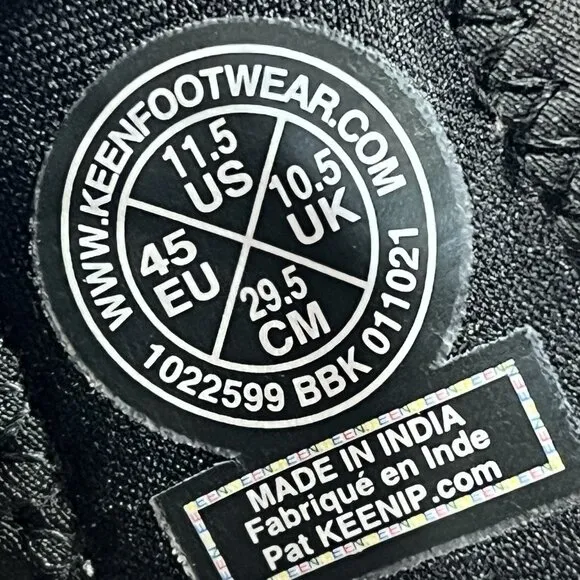 WWW.KEENFOOTWEAR.COM
11.5
US
10.5
UK
45
EU
29.5
CM
1022599 BBK 011021
MADE IN INDIA
Fabriqué en Inde
Pat KEENIP.com